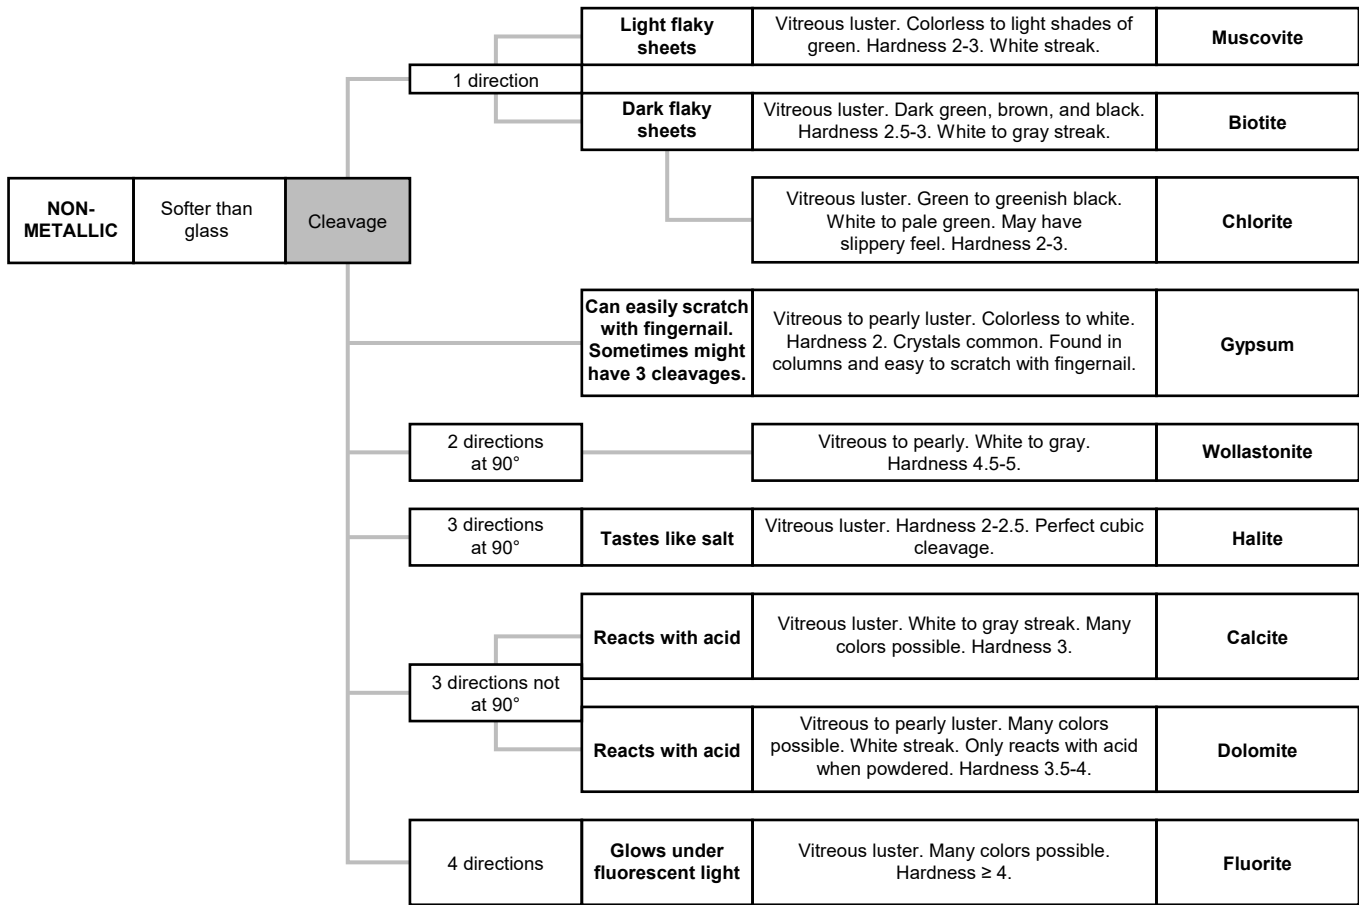 Light flaky
sheets
Vitreous luster. Colorless to light shades of
green. Hardness 2-3. White streak.
Muscovite
1 direction
Dark flaky
sheets
Vitreous luster. Dark green, brown, and black.
Hardness 2.5-3. White to gray streak.
Biotite
NON-
METALLIC
Softer than
glass
Cleavage
Vitreous luster. Green to greenish black.
White to pale green. May have
slippery feel. Hardness 2-3.
Chlorite
Can easily scratch
with fingernail.
Sometimes might
have 3 cleavages.
Vitreous to pearly luster. Colorless to white.
Hardness 2. Crystals common. Found in
columns and easy to scratch with fingernail.
Gypsum
2 directions
at 90°
Vitreous to pearly. White to gray.
Hardness 4.5-5.
Wollastonite
3 directions
at 90°
Tastes like salt
Vitreous luster. Hardness 2-2.5. Perfect cubic
cleavage.
Halite
Reacts with acid
Vitreous luster. White to gray streak. Many
colors possible. Hardness 3.
Calcite
3 directions not
at 90°
Reacts with acid
Vitreous to pearly luster. Many colors
possible. White streak. Only reacts with acid
when powdered. Hardness 3.5-4.
Dolomite
4 directions
Glows under
fluorescent light
Vitreous luster. Many colors possible.
Hardness ≥ 4.
Fluorite